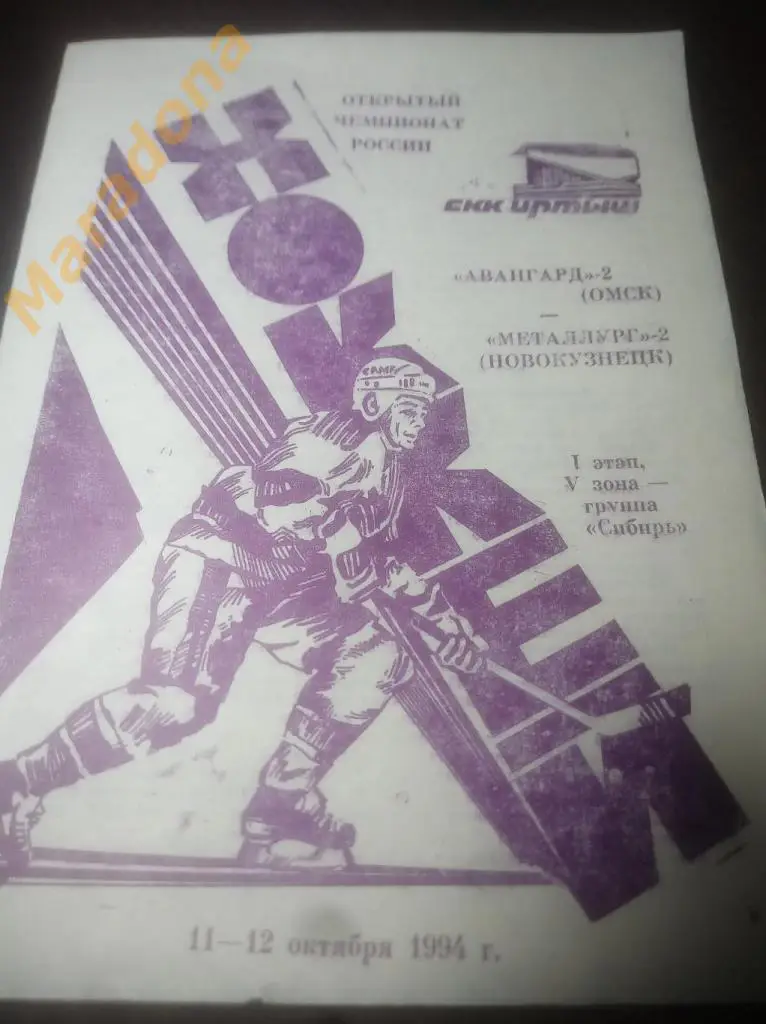 Maradona
ХОККЕЙ
ОТКРЫТЫЙ
ЧЕМПИОНАТ
РОССИИ
СКК иртыш
«АВАНГАРД»-2
(ОМСК)
—
«МЕТАЛЛУРГ»-2
(НОВОКУЗНЕЦК)
I этап,
V зона —
группа
«Сибирь»
11—12 октября 1994 г.